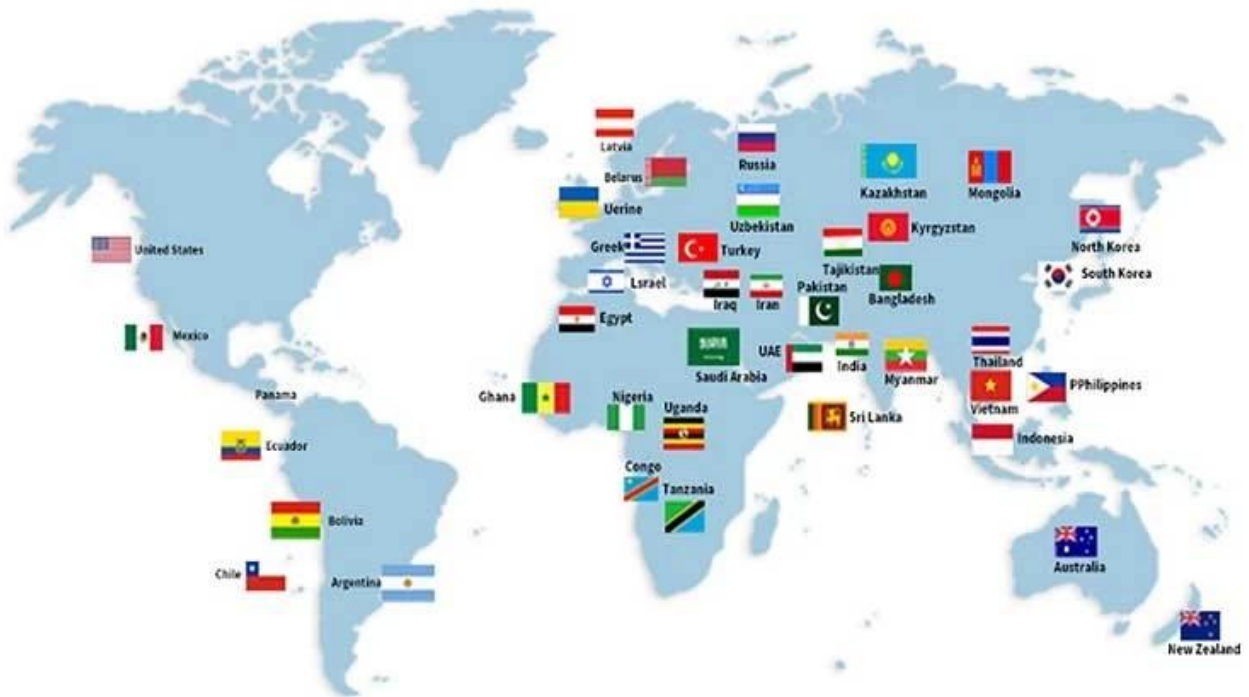 Latvia
Russia
Belarus
Kazakhstan
Mongolia
Uerine
Uzbekistan
Kyrgyzstan
North Korea
United States
Greek
Turkey
Tajikistan
South Korea
Lsrael
Iraq
Iran
Pakistan
Bangladesh
Egypt
Mexico
UAE
India
Thailand
Saudi Arabia
Myanmar
Panama
Ghana
Nigeria
PPhilippines
Uganda
Vietnam
Sri Lanka
Ecuador
Indonesia
Congo
Tanzania
Bolivia
Australia
Chile
Argentina
New Zealand